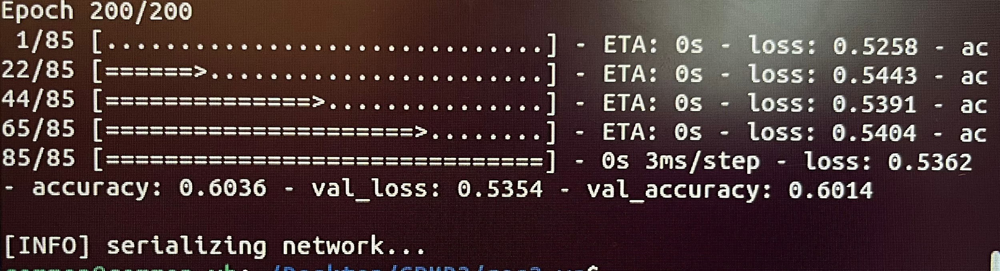 Epoch 200/200
1/85 [..............................] - ETA: 0s - loss: 0.5258 - ac
22/85 [======>.......................] - ETA: 0s - loss: 0.5443 - ac
44/85 [==============>...............] - ETA: 0s - loss: 0.5391 - ac
65/85 [=====================>........] - ETA: 0s - loss: 0.5404 - ac
85/85 [==============================] - 0s 3ms/step - loss: 0.5362
- accuracy: 0.6036 - val_loss: 0.5354 - val_accuracy: 0.6014
[INFO] serializing network...